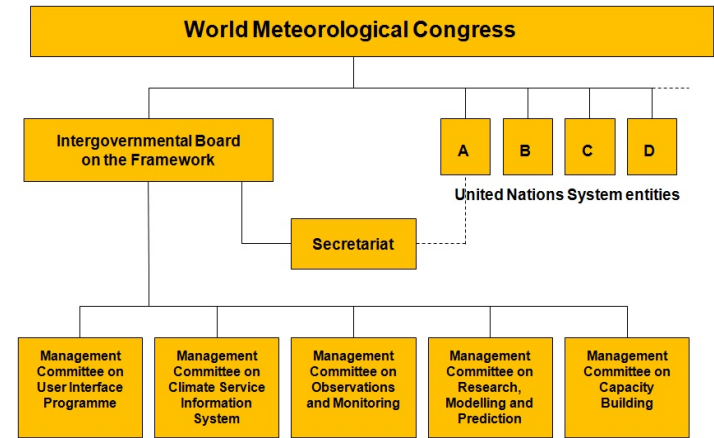 World Meteorological Congress
Intergovernmental Board
on the Framework
A
B
C
D
United Nations System entities
Secretariat
Management
Committee on
User Interface
Programme
Management
Committee on
Climate Service
Information
System
Management
Committee on
Observations
and Monitoring
Management
Committee on
Research,
Modelling and
Prediction
Management
Committee on
Capacity
Building